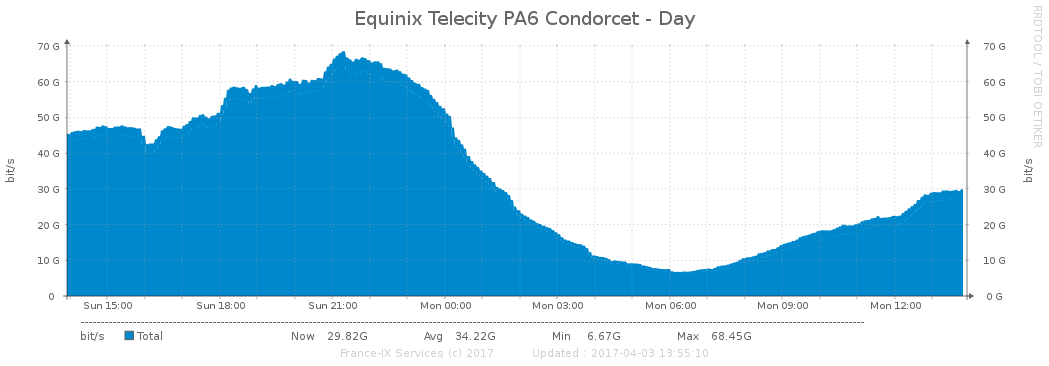 Equinix Telecity PA6 Condorcet - Day
RRDTOOL / TOBI OETIKER
70 G 70 G
60 G 60 G
50 G 50 G
40 G 40 G
30 G 30 G
20 G 20 G
10 G 10 G
0 0 G
bit/s
bit/s
Sun 15:00 Sun 18:00 Sun 21:00 Mon 00:00 Mon 03:00 Mon 06:00 Mon 09:00 Mon 12:00
bit/s Total Now 29.82G Avg 34.22G Min 6.67G Max 68.45G
France-IX Services (c) 2017 Updated : 2017-04-03 13:55:10